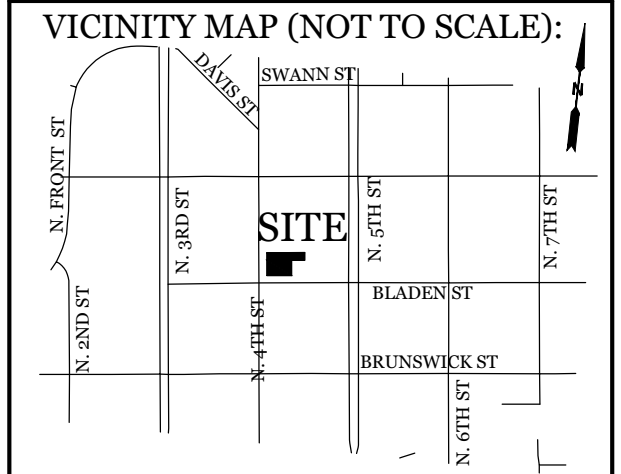 VICINITY MAP (NOT TO SCALE):
DAVIS ST
SWANN ST
N
N. FRONT ST
N. 3RD ST
SITE
N. 5TH ST
N. 7TH ST
BLADEN ST
N. 2ND ST
N. 4TH ST
BRUNSWICK ST
N. 6TH ST